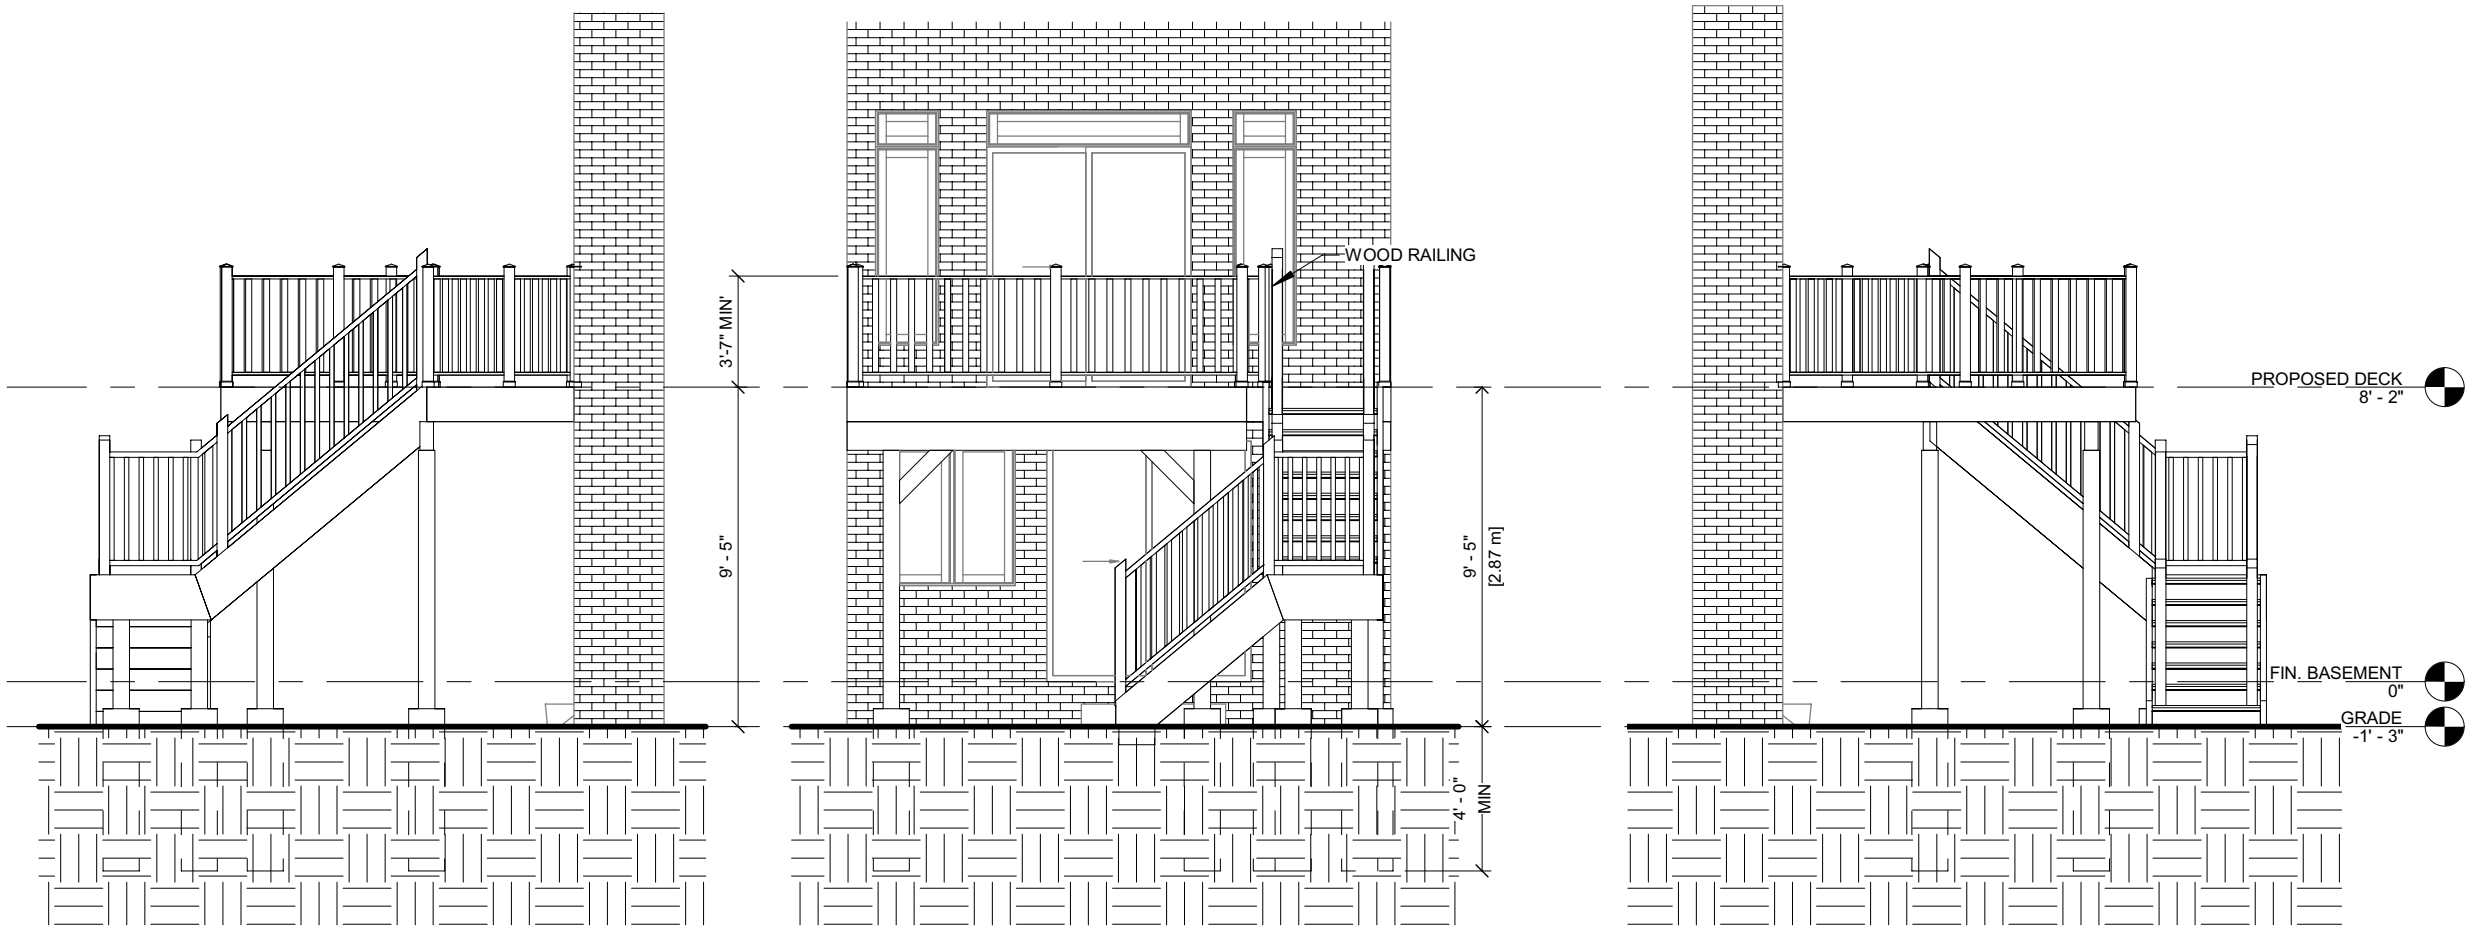 WOOD RAILING
3'-7" MIN'
9' - 5"
9' - 5"
[2.87 m]
4' - 0"
MIN
PROPOSED DECK
8' - 2"
FIN. BASEMENT
0"
GRADE
-1' - 3"